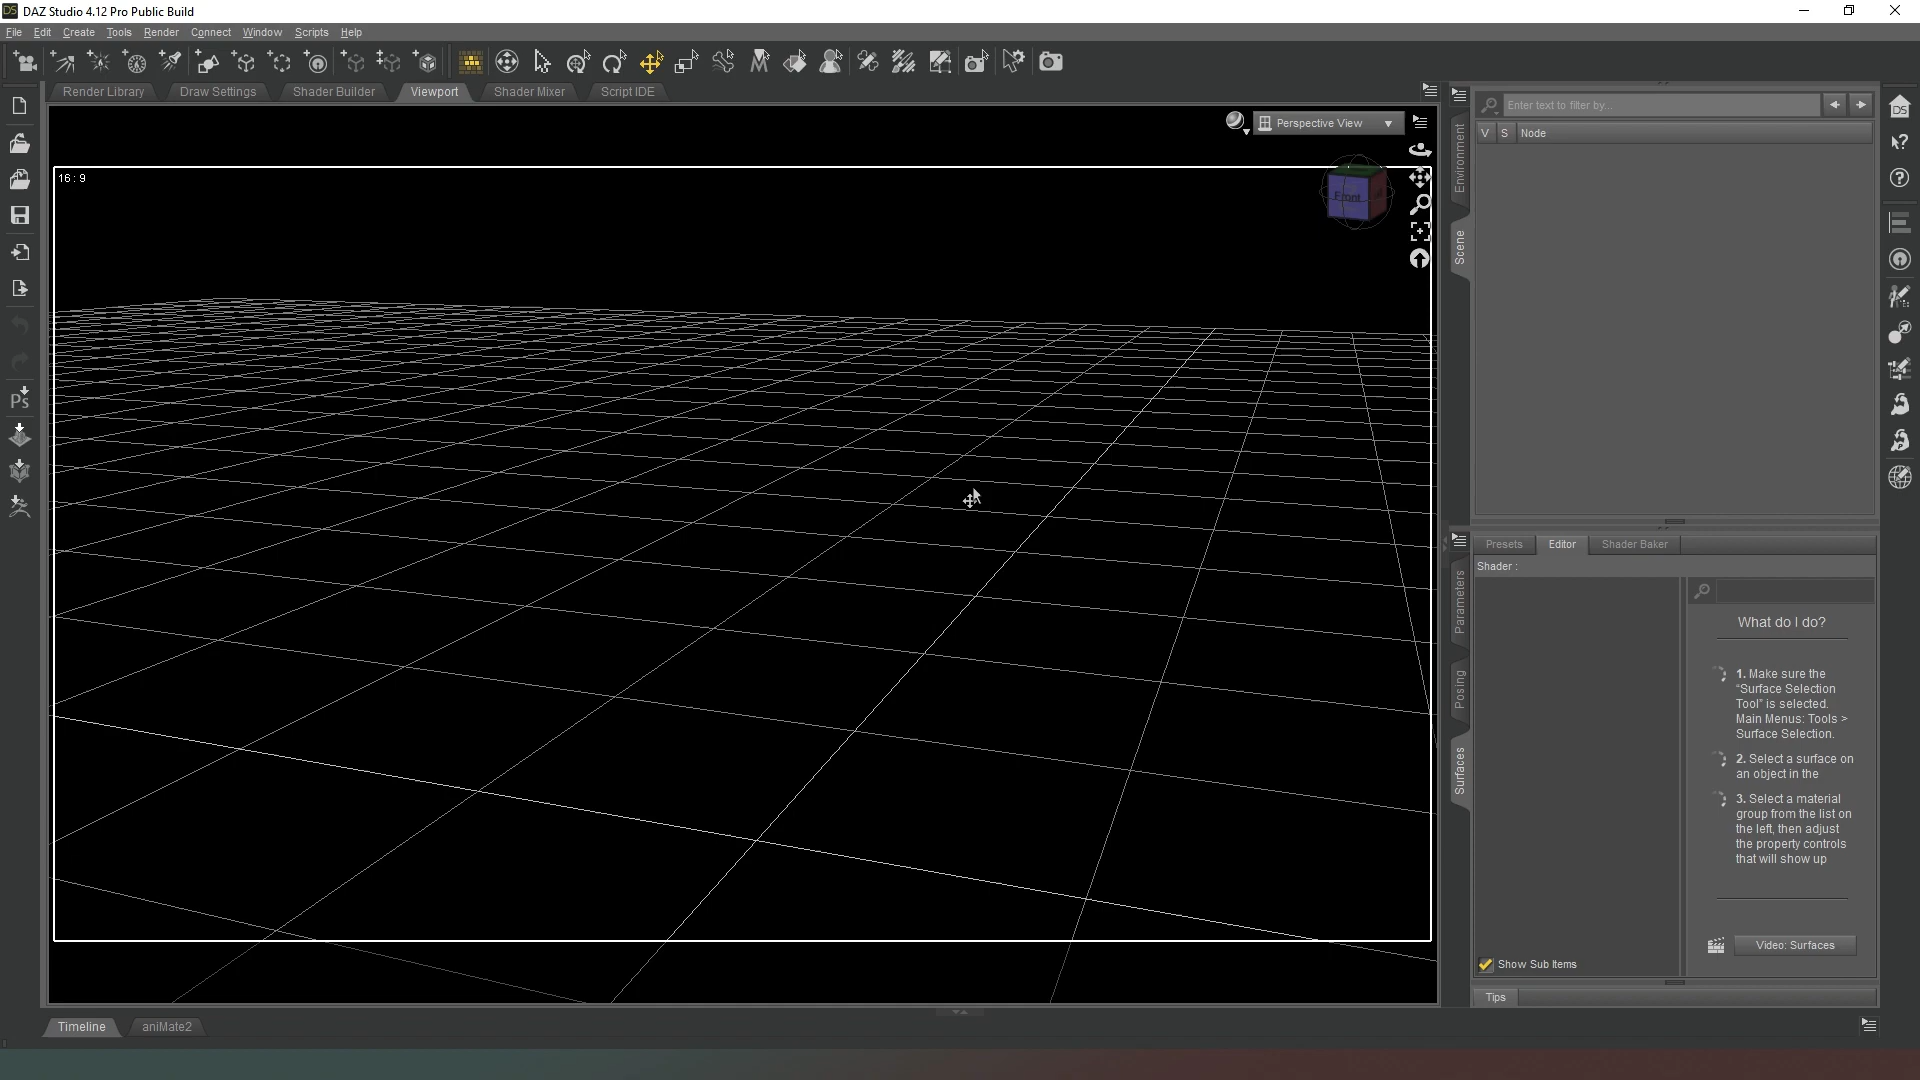 DS DAZ Studio 4.12 Pro Public Build
File Edit Create Tools Render Connect Window Scripts Help
Render Library Draw Settings Shader Builder Viewport Shader Mixer Script IDE
Perspective View
16 : 9
Front
Enter text to filter by...
V S Node
Environment
Scene
DS
?
?
Ps
Presets Editor Shader Baker
Shader :
Parameters
Posing
Surfaces
What do I do?
1. Make sure the
"Surface Selection
Tool" is selected.
Main Menus: Tools >
Surface Selection.
2. Select a surface on
an object in the
3. Select a material
group from the list on
the left, then adjust
the property controls
that will show up
Video: Surfaces
Show Sub Items
Tips
Timeline aniMate2